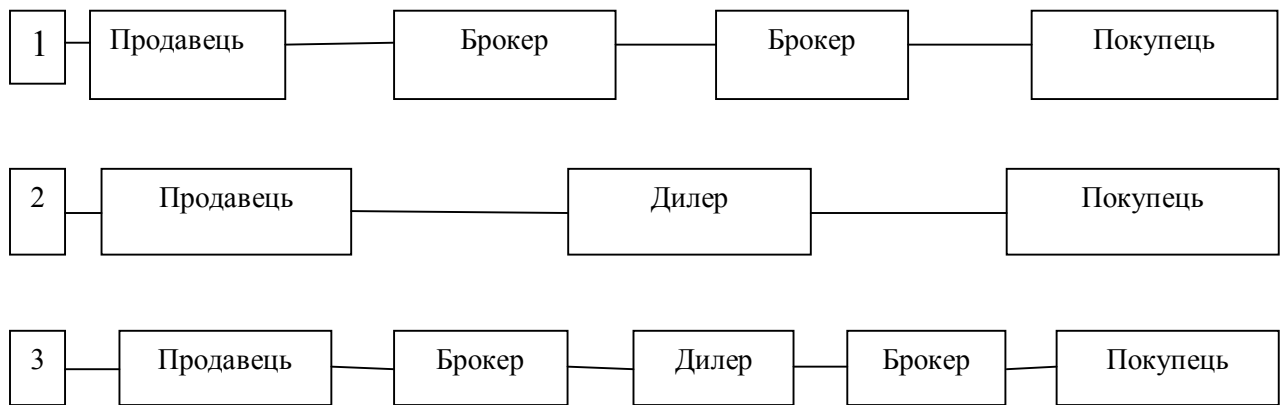 1 Продавець Брокер Брокер Покупець
2 Продавець Дилер Покупець
3 Продавець Брокер Дилер Брокер Покупець